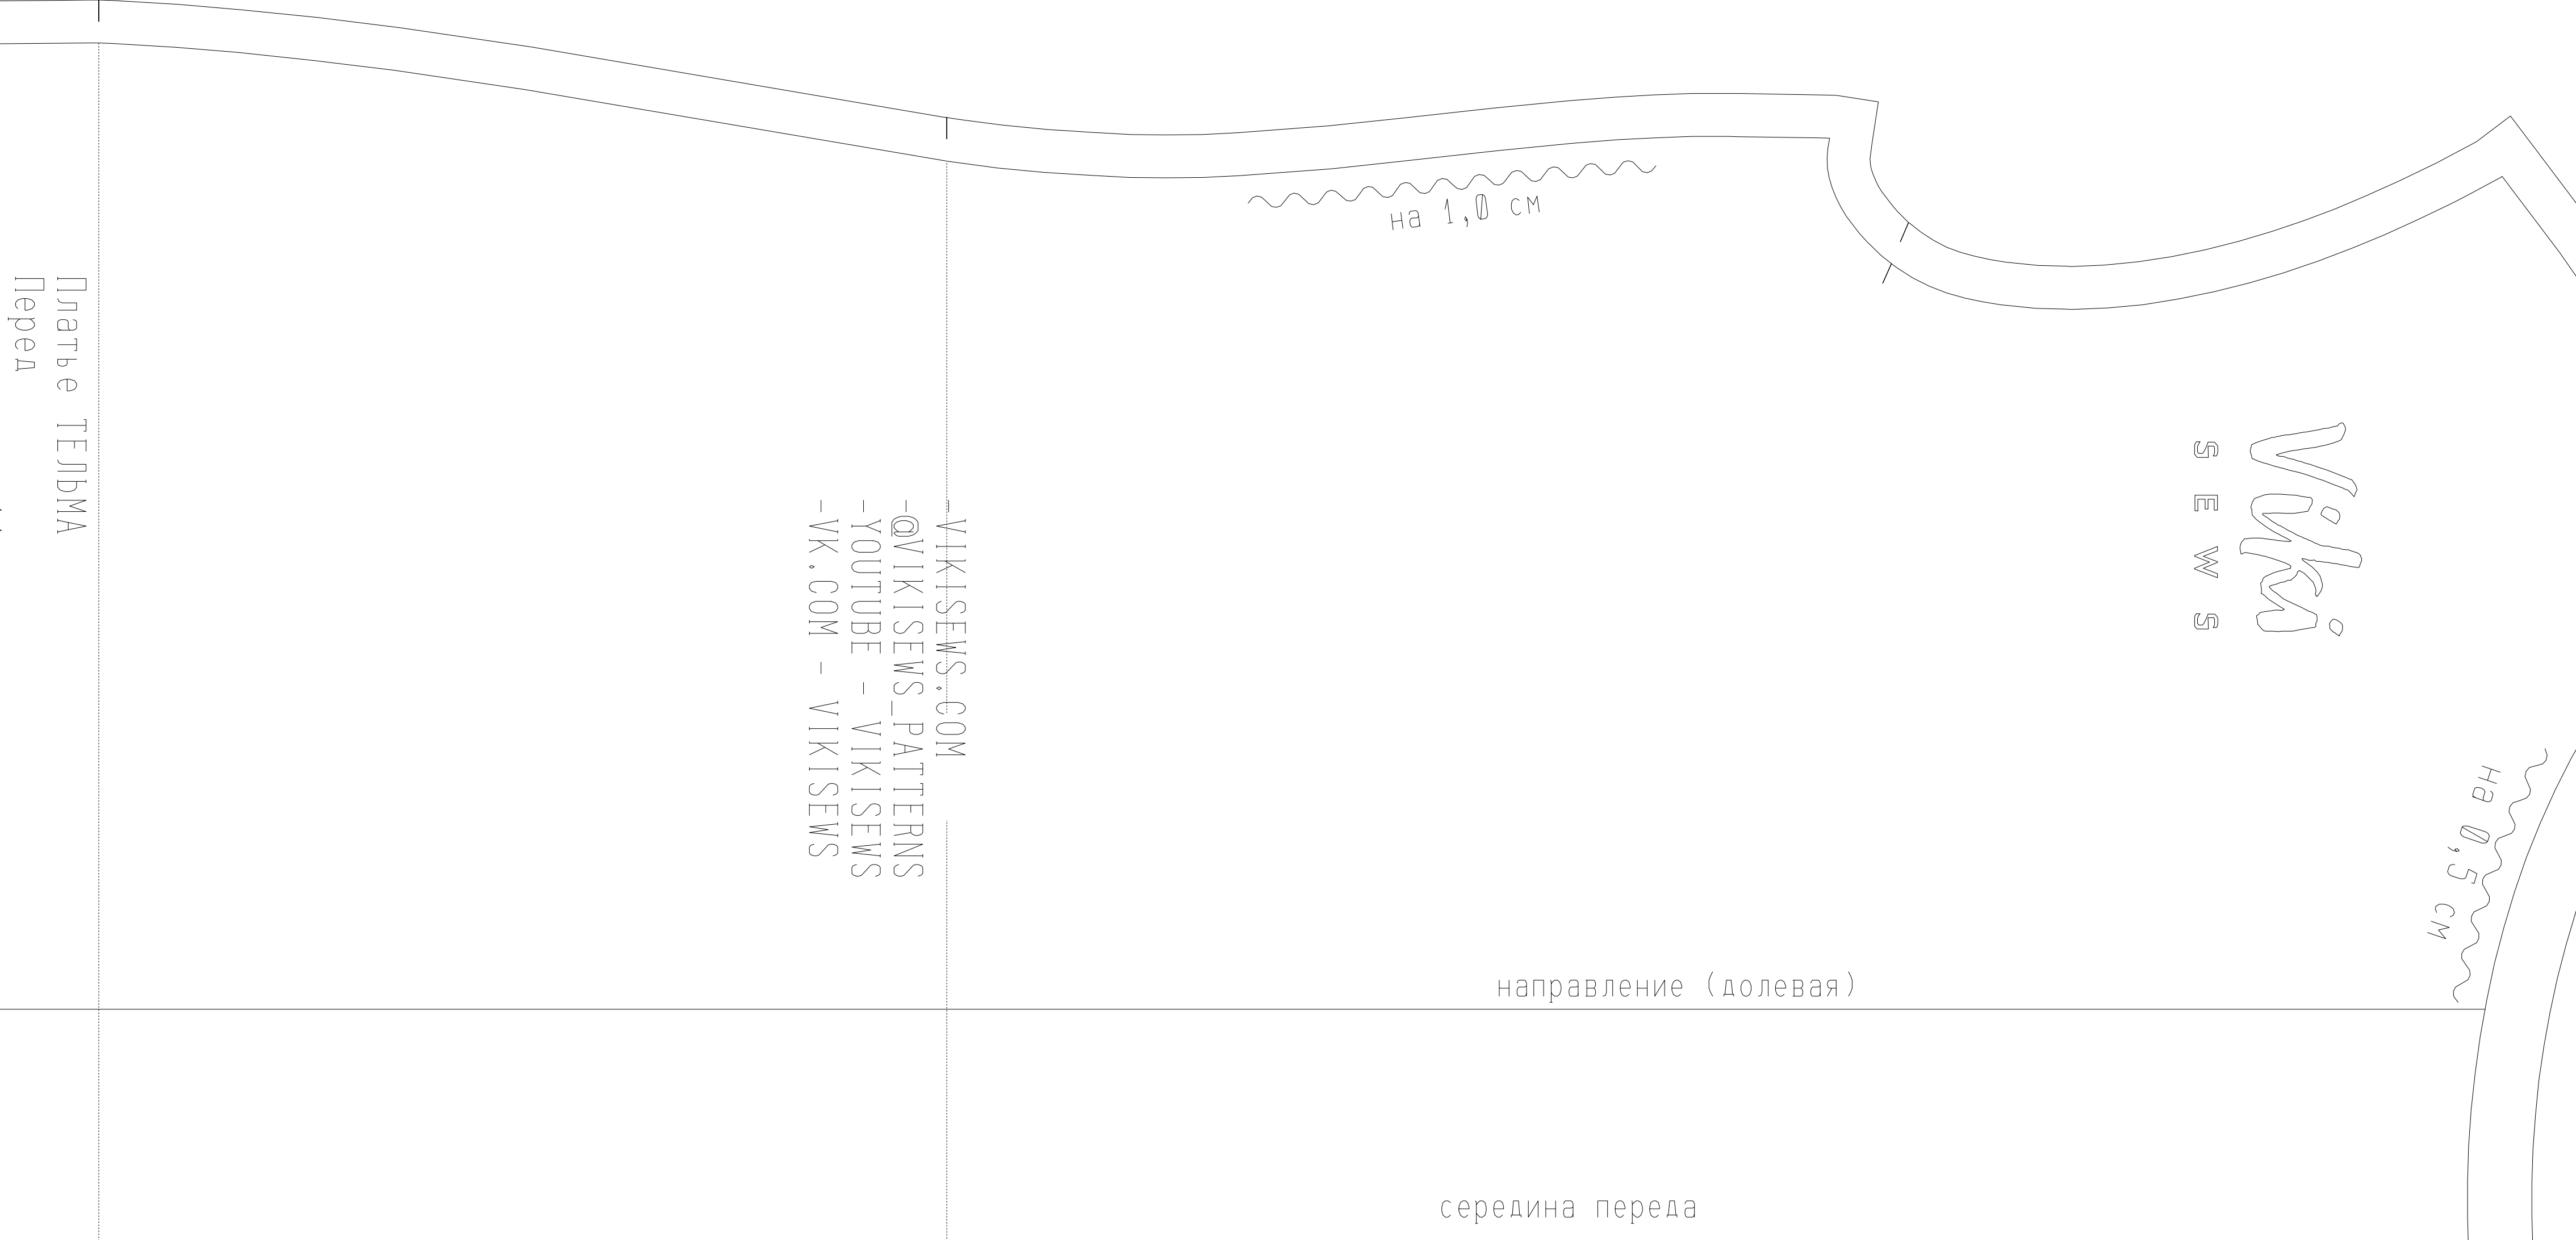 на 1,0 см
Платье ТЕЛЬМА
Перед
-VIKISEWS.COM
-@VIKISEWS_PATTERNS
-YOUTUBE - VIKISEWS
-VK.COM - VIKISEWS
Viki
SEWS
на 0,5 см
направление (долевая)
середина переда